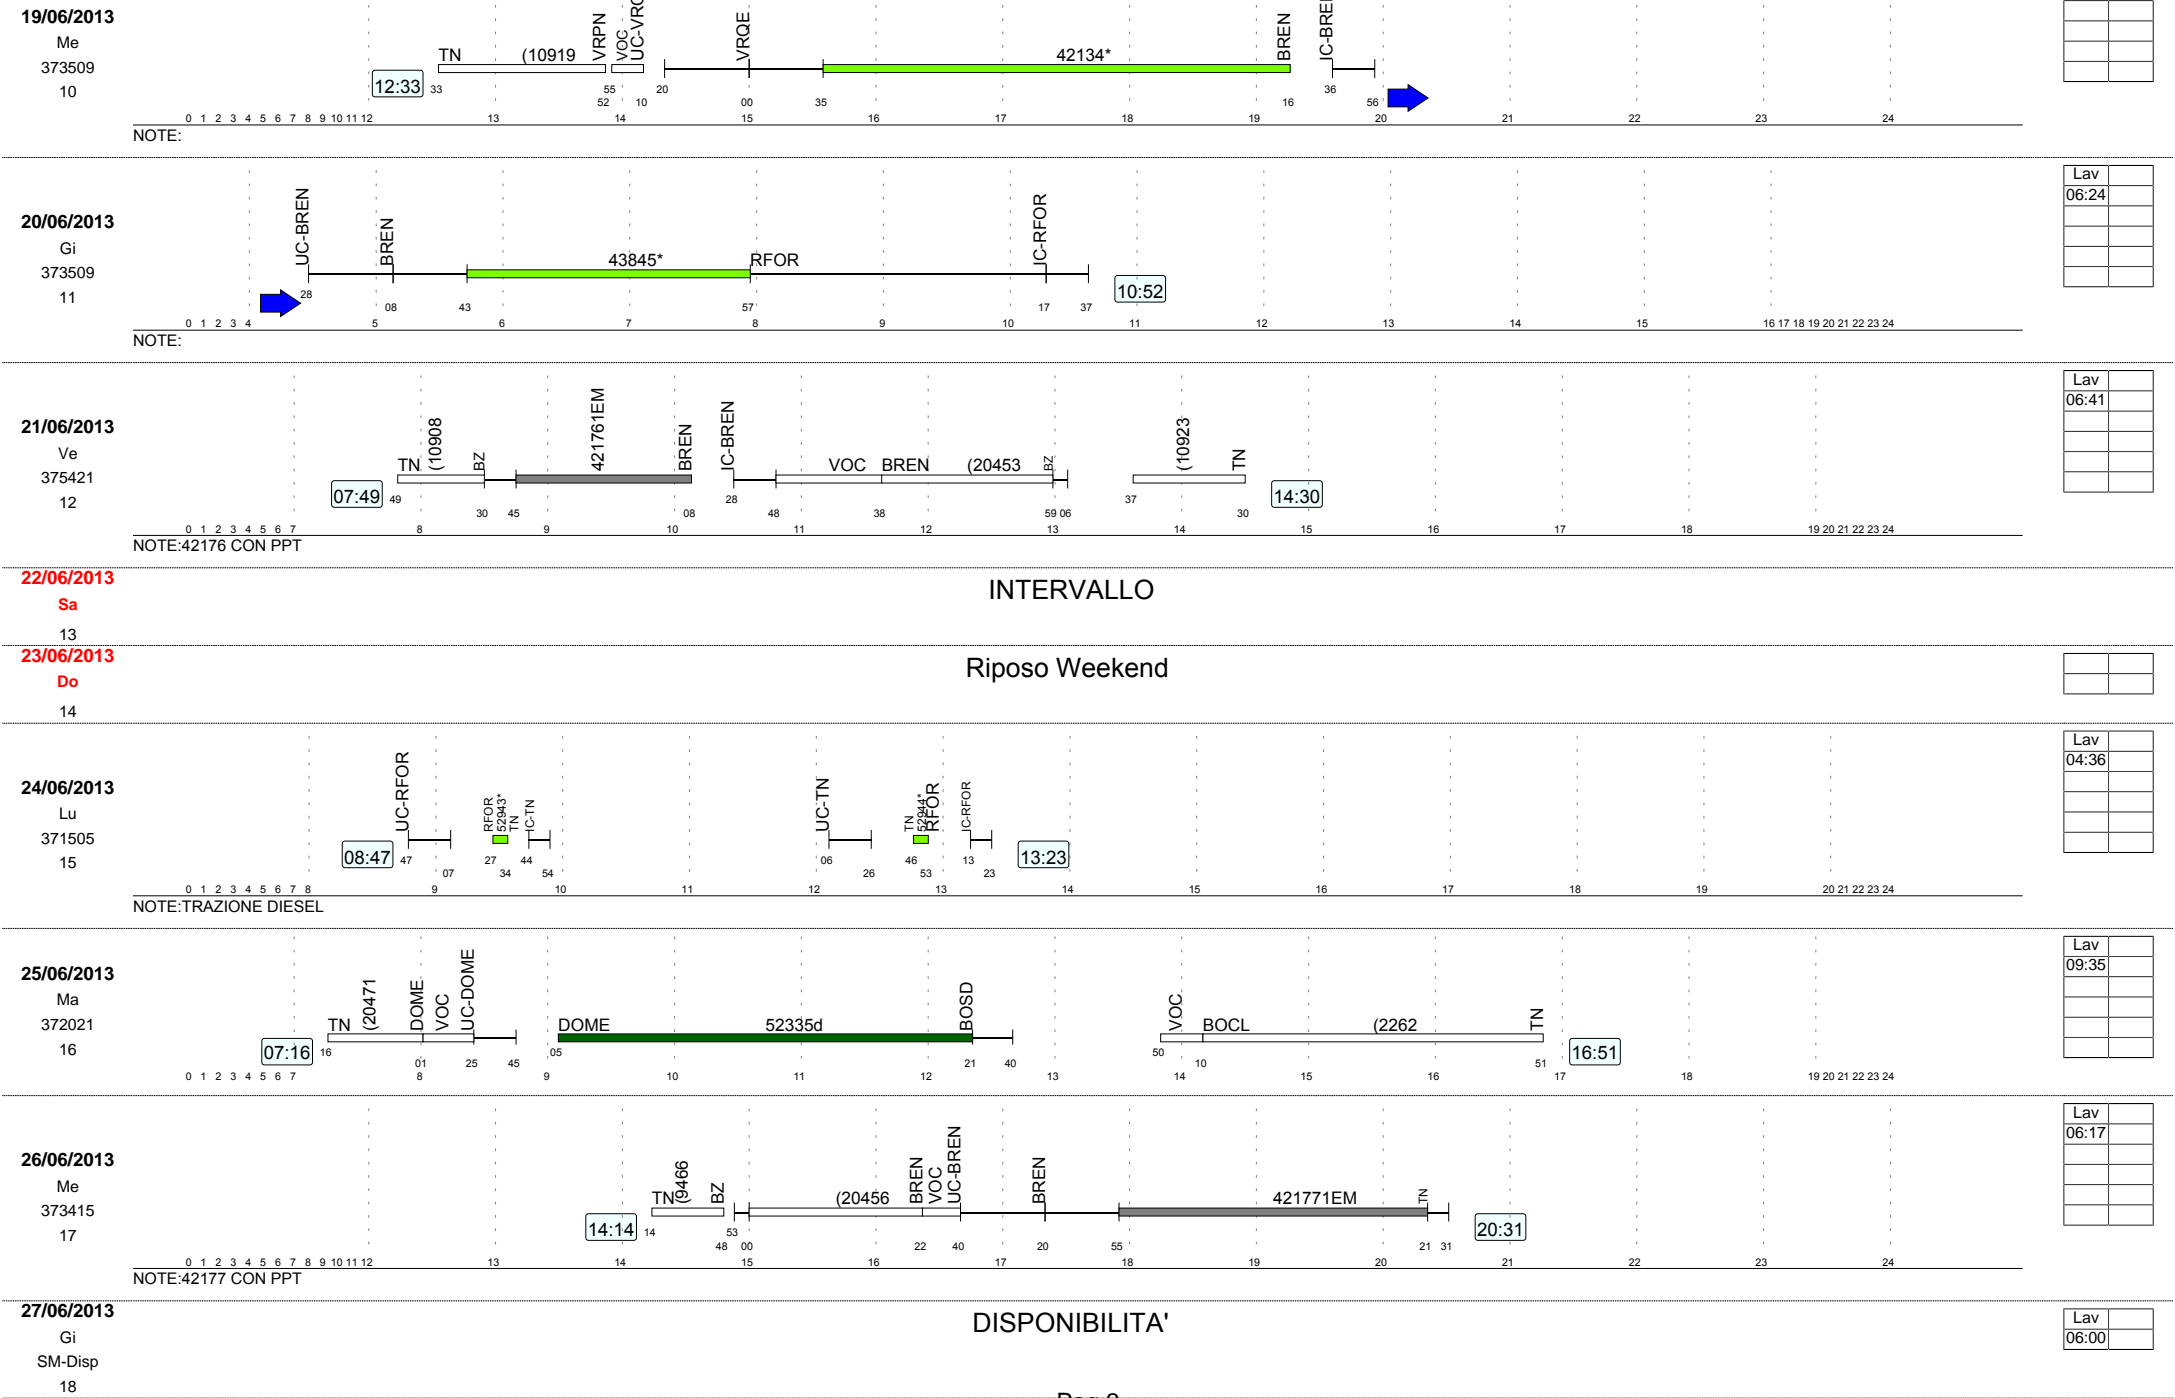 19/06/2013
Me
373509
10
12:33
TN (10919 VRPN VOC UC-VRQ VRQE 42134* BREN IC-BREN
33 55 20 36
52 10 00 35 16 56
0 1 2 3 4 5 6 7 8 9 10 11 12 13 14 15 16 17 18 19 20 21 22 23 24
NOTE:
20/06/2013
Gi
373509
11
UC-BREN BREN 43845* RFOR IC-RFOR
28 08 43 57 17 37
10:52
0 1 2 3 4 5 6 7 8 9 10 11 12 13 14 15 16 17 18 19 20 21 22 23 24
NOTE:
Lav
06:24
21/06/2013
Ve
375421
12
07:49
TN (10908 BZ 421761EM BREN IC-BREN VOC BREN (20453 BZ (10923 TN
49 28 37
30 45 08 48 38 59 06 30
14:30
0 1 2 3 4 5 6 7 8 9 10 11 12 13 14 15 16 17 18 19 20 21 22 23 24
NOTE:42176 CON PPT
Lav
06:41
22/06/2013
Sa
13
INTERVALLO
23/06/2013
Do
14
Riposo Weekend
24/06/2013
Lu
371505
15
08:47
UC-RFOR RFOR 52943* TN IC-TN UC-TN TN 52944* RFOR IC-RFOR
47 27 44 06 46 13
07 34 54 26 53 23
13:23
0 1 2 3 4 5 6 7 8 9 10 11 12 13 14 15 16 17 18 19 20 21 22 23 24
NOTE:TRAZIONE DIESEL
Lav
04:36
25/06/2013
Ma
372021
16
07:16
TN (20471 DOME VOC UC-DOME DOME 52335d BOSD VOC BOCL (2262 TN
16 05 50
01 25 45 21 40 10 51
16:51
0 1 2 3 4 5 6 7 8 9 10 11 12 13 14 15 16 17 18 19 20 21 22 23 24
Lav
09:35
26/06/2013
Me
373415
17
14:14
TN (9466 BZ (20456 BREN VOC UC-BREN BREN 421771EM TN
14 53
48 00 22 40 20 55 21 31
20:31
0 1 2 3 4 5 6 7 8 9 10 11 12 13 14 15 16 17 18 19 20 21 22 23 24
NOTE:42177 CON PPT
Lav
06:17
27/06/2013
Gi
SM-Disp
18
DISPONIBILITA'
Lav
06:00